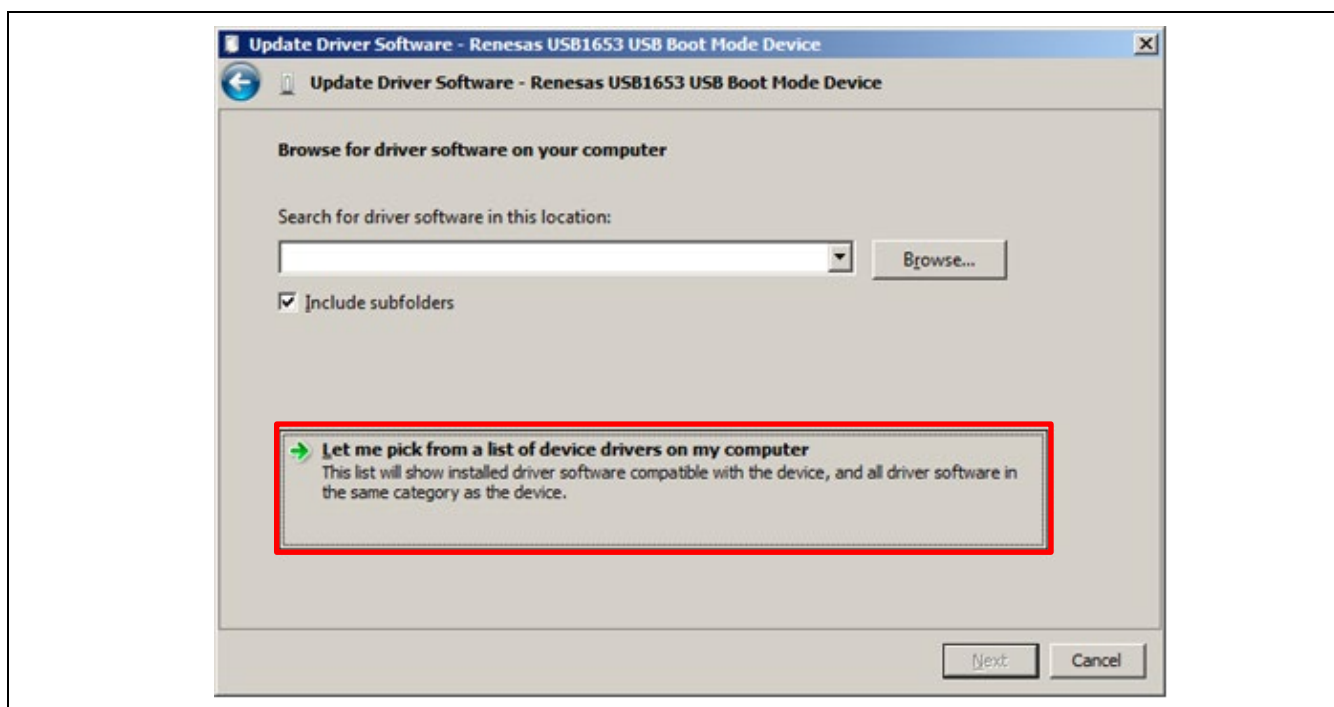 Update Driver Software - Renesas USB1653 USB Boot Mode Device
Update Driver Software - Renesas USB1653 USB Boot Mode Device
Browse for driver software on your computer
Search for driver software in this location:
Browse...
Include subfolders
Let me pick from a list of device drivers on my computer
This list will show installed driver software compatible with the device, and all driver software in
the same category as the device.
Next
Cancel